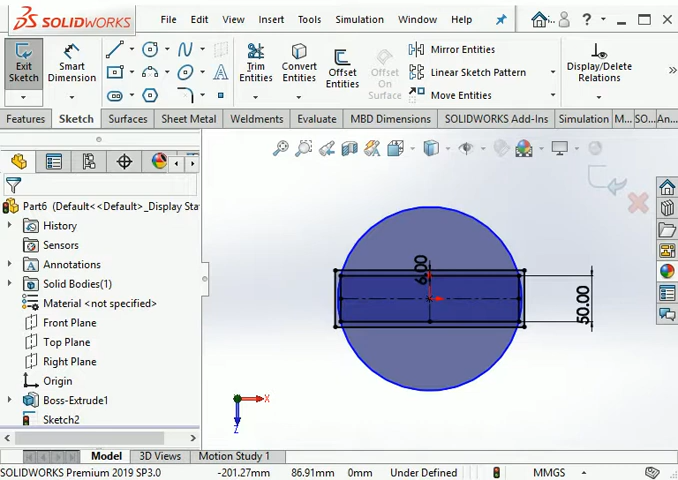 SOLIDWORKS File Edit View Insert Tools Simulation Window Help ?
Exit Sketch
Smart Dimension
Trim Entities
Convert Entities
Offset Entities
Offset On Surface
Mirror Entities
Linear Sketch Pattern
Move Entities
Display/Delete Relations
Features Sketch Surfaces Sheet Metal Weldments Evaluate MBD Dimensions SOLIDWORKS Add-Ins Simulation M... SO... An...
Part6 (Default<<Default>_Display Sta
History
Sensors
Annotations
Solid Bodies(1)
Material <not specified>
Front Plane
Top Plane
Right Plane
Origin
Boss-Extrude1
Sketch2
6.00
50.00
X
Z
Model 3D Views Motion Study 1
SOLIDWORKS Premium 2019 SP3.0 -201.27mm 86.91mm 0mm Under Defined MMGS